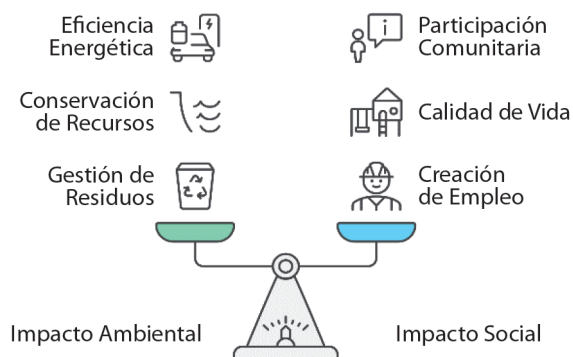 Eficiencia
Energética
Conservación
de Recursos
Gestión de
Residuos
Participación
Comunitaria
Calidad de Vida
Creación
de Empleo
Impacto Ambiental
Impacto Social